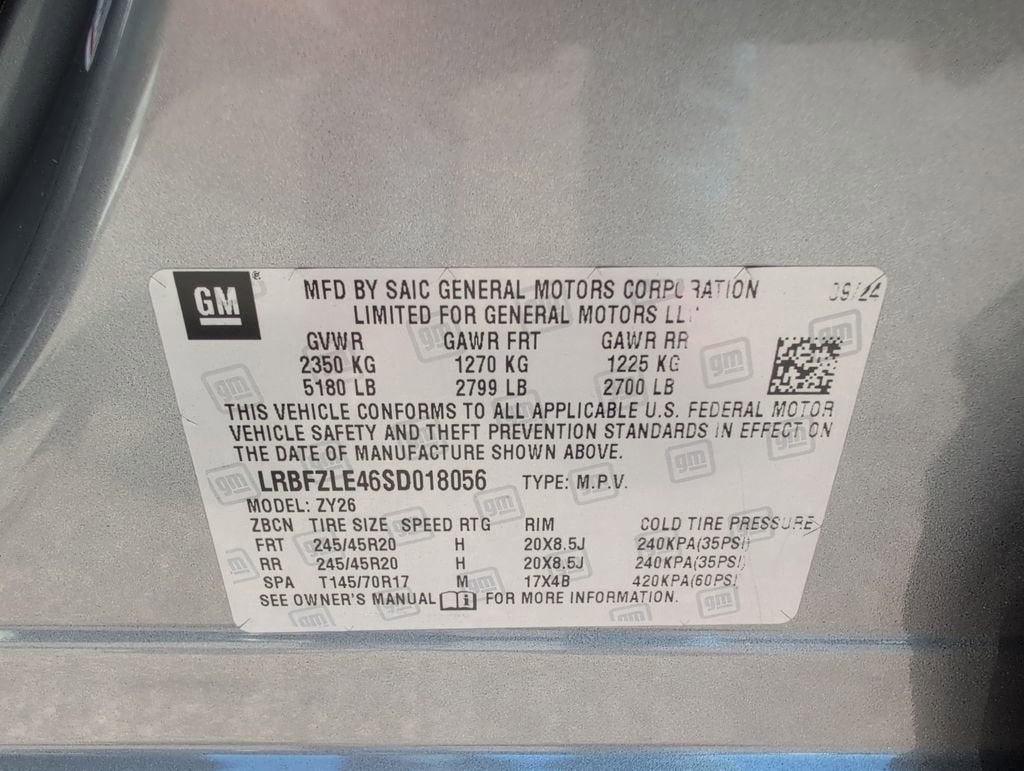 GM ®
MFD BY SAIC GENERAL MOTORS CORPORATION 09/24
LIMITED FOR GENERAL MOTORS LLC
GVWR GAWR FRT GAWR RR
2350 KG 1270 KG 1225 KG
5180 LB 2799 LB 2700 LB
THIS VEHICLE CONFORMS TO ALL APPLICABLE U.S. FEDERAL MOTOR
VEHICLE SAFETY AND THEFT PREVENTION STANDARDS IN EFFECT ON
THE DATE OF MANUFACTURE SHOWN ABOVE.
LRBFZLE46SD018056 TYPE: M.P.V.
MODEL: ZY26
ZBCN TIRE SIZE SPEED RTG RIM COLD TIRE PRESSURE
FRT 245/45R20 H 20X8.5J 240KPA(35PSI)
RR 245/45R20 H 20X8.5J 240KPA(35PSI)
SPA T145/70R17 M 17X4B 420KPA(60PSI)
SEE OWNER'S MANUAL FOR MORE INFORMATION.